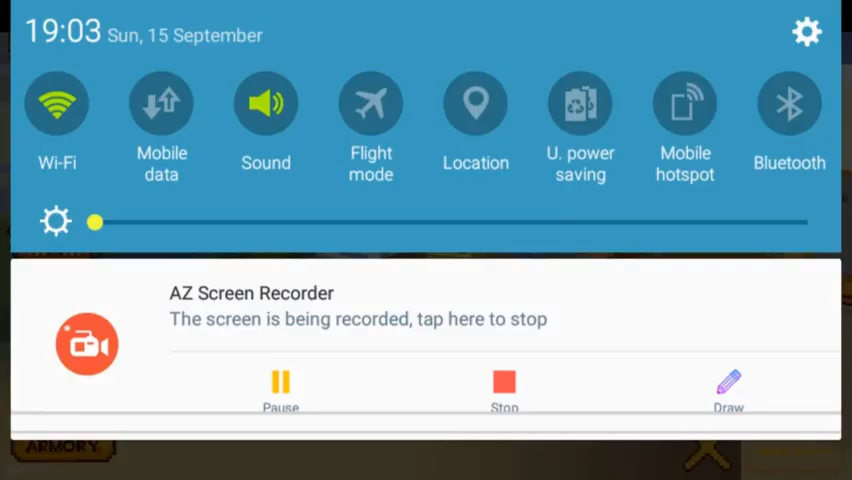 19:03 Sun, 15 September
Wi-Fi
Mobile
data
Sound
Flight
mode
Location
U. power
saving
Mobile
hotspot
Bluetooth
AZ Screen Recorder
The screen is being recorded, tap here to stop
Pause
Stop
Draw
ARMORY